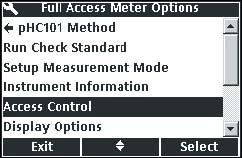 Full Access Meter Options
← pHC101 Method
Run Check Standard
Setup Measurement Mode
Instrument Information
Access Control
Display Options
Exit
Select